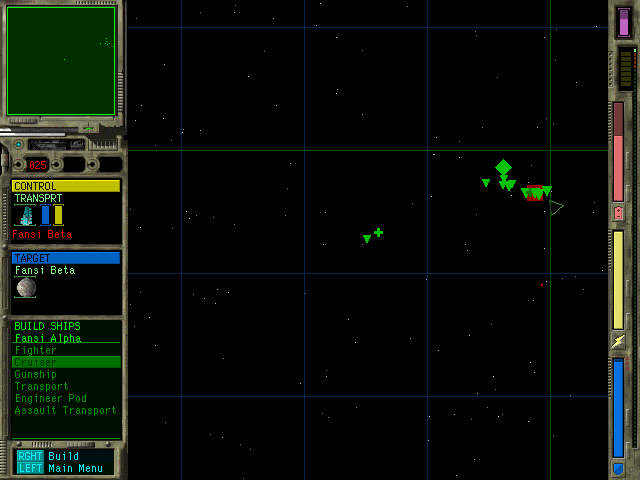 025
CONTROL
TRANSPRT
Fansi Beta
TARGET
Fansi Beta
BUILD SHIPS
Fansi Alpha
Fighter
Cruiser
Gunship
Transport
Engineer Pod
Assault Transport
RGHT Build
LEFT Main Menu